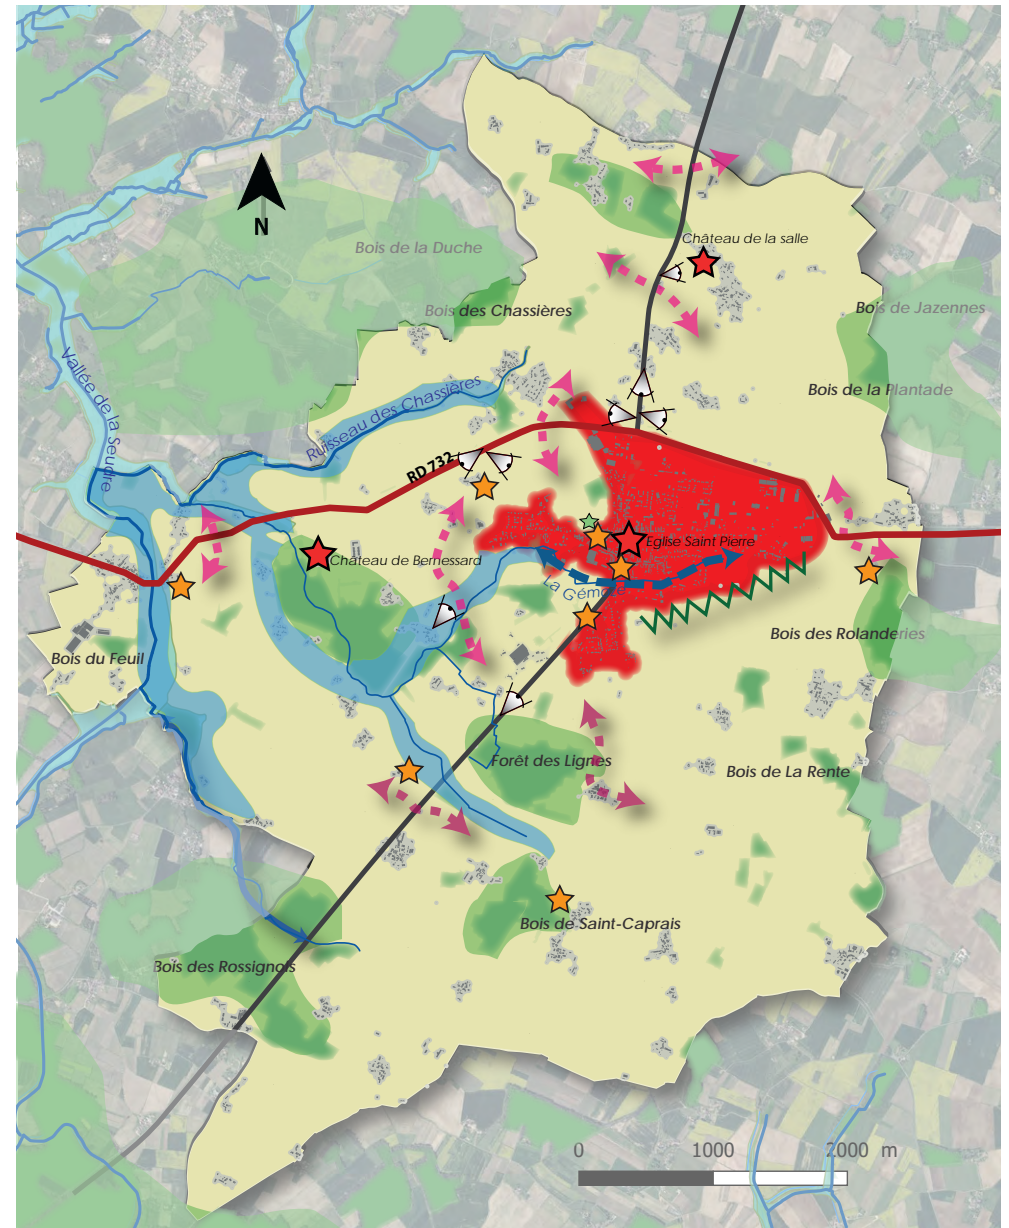 N
Château de la salle
Bois de la Duche
Bois des Chassières
Bois de Jazennes
Vallée de la Seudre
Ruisseau des Chassières
Bois de la Plantade
RD 732
Eglise Saint Pierre
Château de Bernessard
La Gémoze
Bois des Rolanderies
Bois du Feuil
Forêt des Lignes
Bois de La Rente
Bois de Saint-Caprais
Bois des Rossignols
0 1000 2000 m